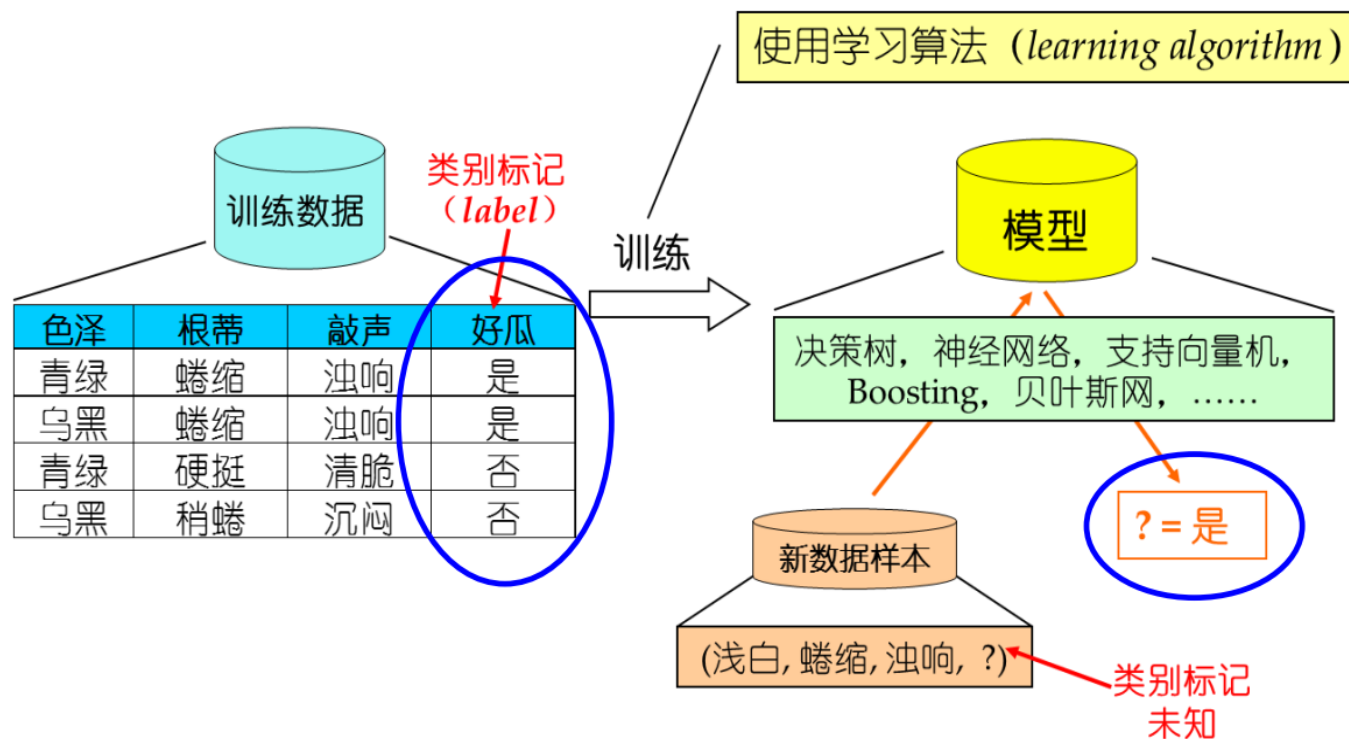 使用学习算法（learning algorithm）
训练数据
类别标记
（label）
训练
模型
色泽 根蒂 敲声 好瓜
青绿 蜷缩 浊响 是
乌黑 蜷缩 浊响 是
青绿 硬挺 清脆 否
乌黑 稍蜷 沉闷 否
决策树，神经网络，支持向量机，
Boosting，贝叶斯网，……
? = 是
新数据样本
(浅白, 蜷缩, 浊响, ?)
类别标记
未知